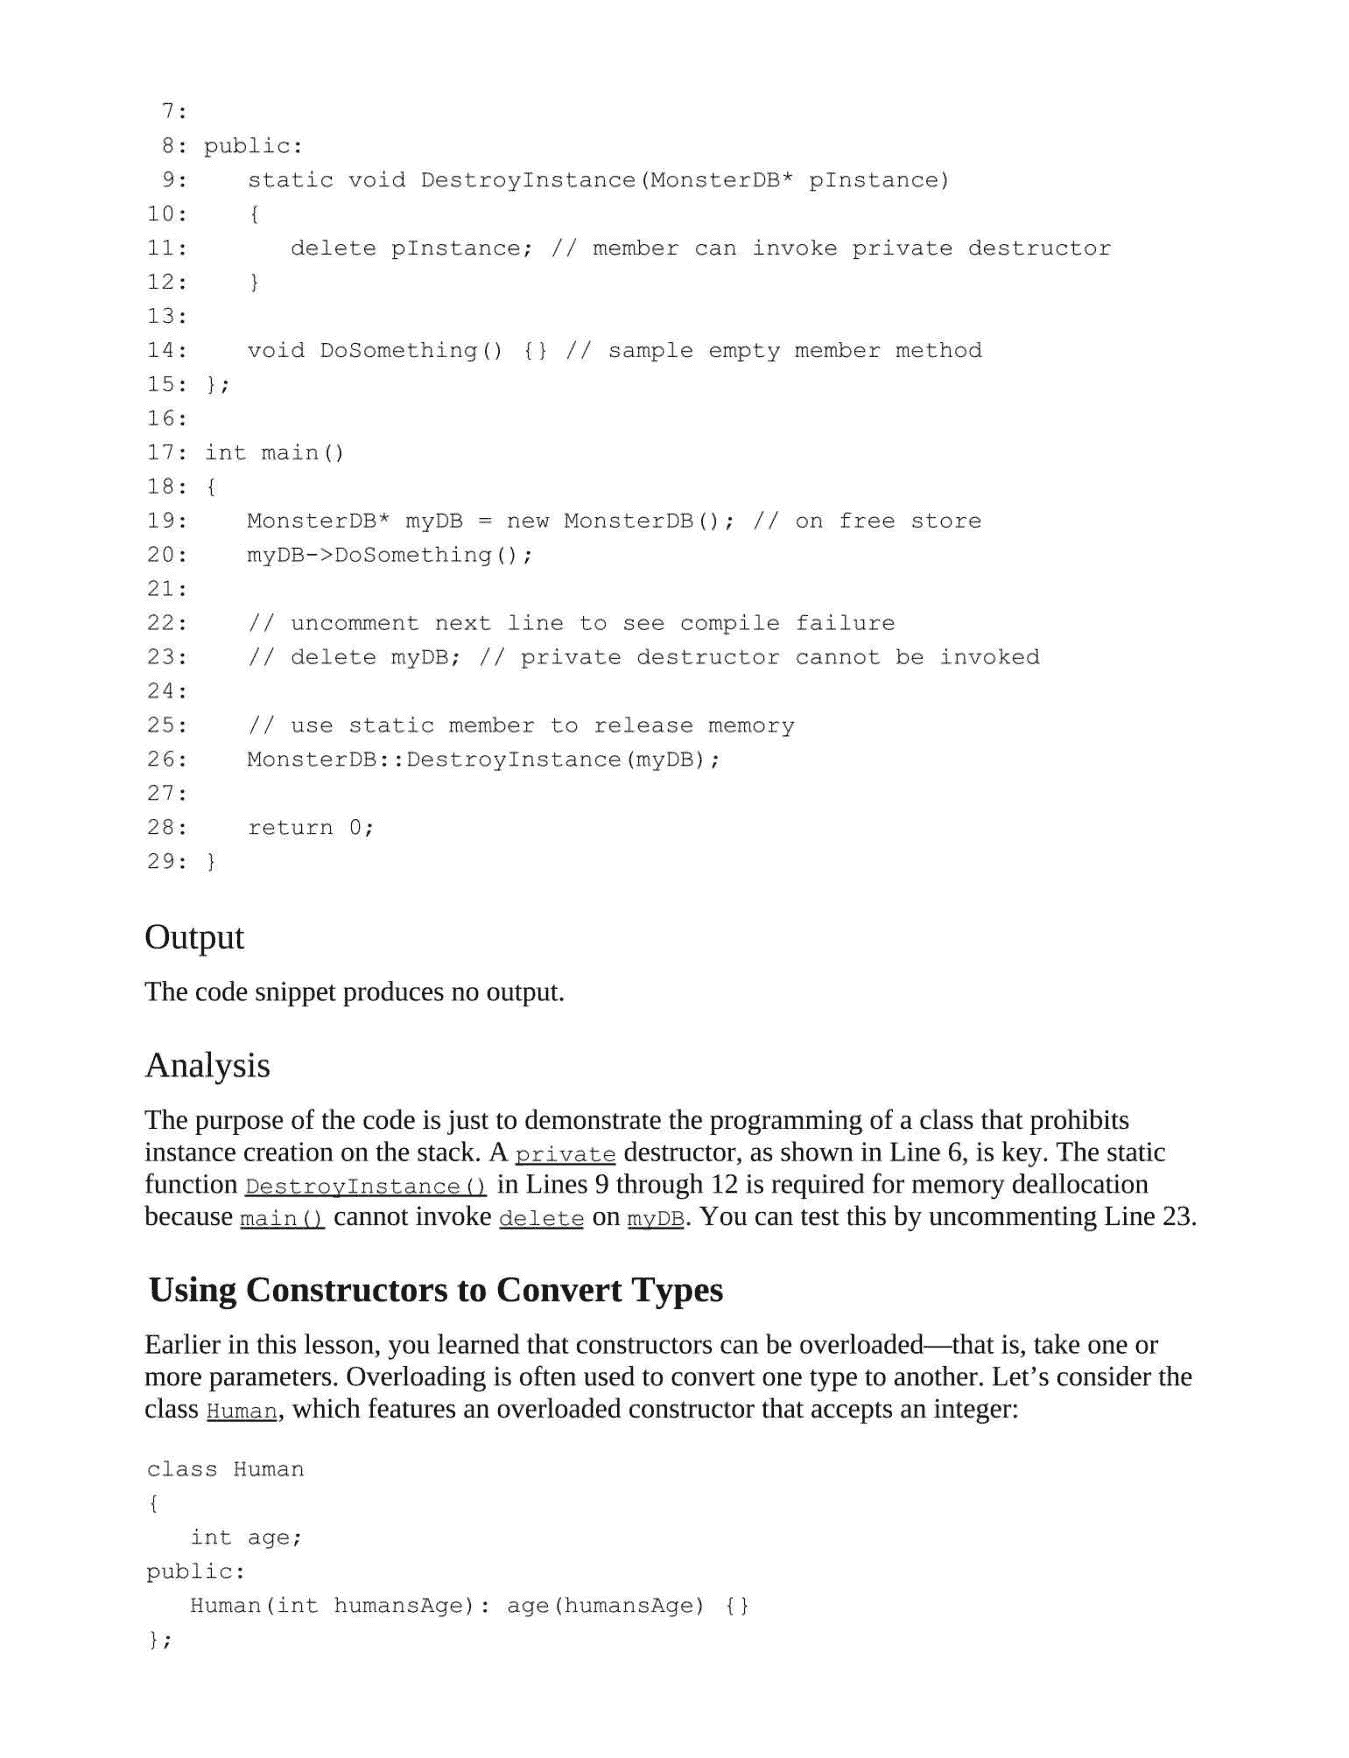 7:
8: public:
9:    static void DestroyInstance(MonsterDB* pInstance)
10:    {
11:       delete pInstance; // member can invoke private destructor
12:    }
13:
14:    void DoSomething() {} // sample empty member method
15: };
16:
17: int main()
18: {
19:    MonsterDB* myDB = new MonsterDB(); // on free store
20:    myDB->DoSomething();
21:
22:    // uncomment next line to see compile failure
23:    // delete myDB; // private destructor cannot be invoked
24:
25:    // use static member to release memory
26:    MonsterDB::DestroyInstance(myDB);
27:
28:    return 0;
29: }
Output
The code snippet produces no output.
Analysis
The purpose of the code is just to demonstrate the programming of a class that prohibits
instance creation on the stack. A private destructor, as shown in Line 6, is key. The static
function DestroyInstance() in Lines 9 through 12 is required for memory deallocation
because main() cannot invoke delete on myDB. You can test this by uncommenting Line 23.
Using Constructors to Convert Types
Earlier in this lesson, you learned that constructors can be overloaded—that is, take one or
more parameters. Overloading is often used to convert one type to another. Let’s consider the
class Human, which features an overloaded constructor that accepts an integer:
class Human
{
   int age;
public:
   Human(int humansAge): age(humansAge) {}
};